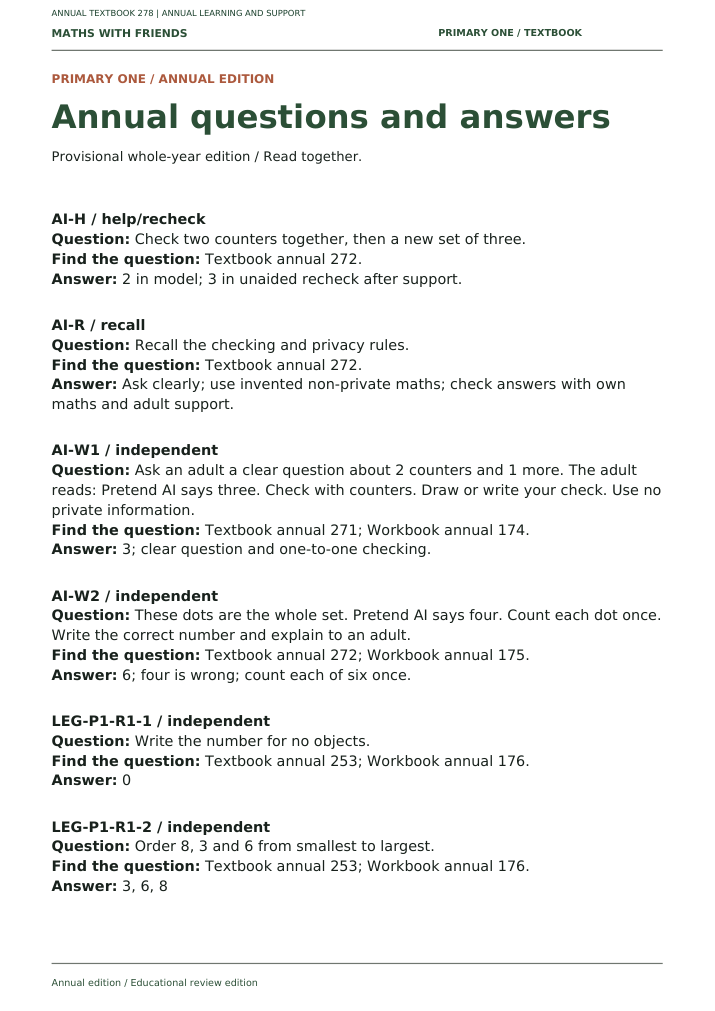 ANNUAL TEXTBOOK 278 | ANNUAL LEARNING AND SUPPORT
MATHS WITH FRIENDS
PRIMARY ONE / TEXTBOOK
PRIMARY ONE / ANNUAL EDITION
Annual questions and answers
Provisional whole-year edition / Read together.
AI-H / help/recheck
Question: Check two counters together, then a new set of three.
Find the question: Textbook annual 272.
Answer: 2 in model; 3 in unaided recheck after support.
AI-R / recall
Question: Recall the checking and privacy rules.
Find the question: Textbook annual 272.
Answer: Ask clearly; use invented non-private maths; check answers with own
maths and adult support.
AI-W1 / independent
Question: Ask an adult a clear question about 2 counters and 1 more. The adult
reads: Pretend AI says three. Check with counters. Draw or write your check. Use no
private information.
Find the question: Textbook annual 271; Workbook annual 174.
Answer: 3; clear question and one-to-one checking.
AI-W2 / independent
Question: These dots are the whole set. Pretend AI says four. Count each dot once.
Write the correct number and explain to an adult.
Find the question: Textbook annual 272; Workbook annual 175.
Answer: 6; four is wrong; count each of six once.
LEG-P1-R1-1 / independent
Question: Write the number for no objects.
Find the question: Textbook annual 253; Workbook annual 176.
Answer: 0
LEG-P1-R1-2 / independent
Question: Order 8, 3 and 6 from smallest to largest.
Find the question: Textbook annual 253; Workbook annual 176.
Answer: 3, 6, 8
Annual edition / Educational review edition